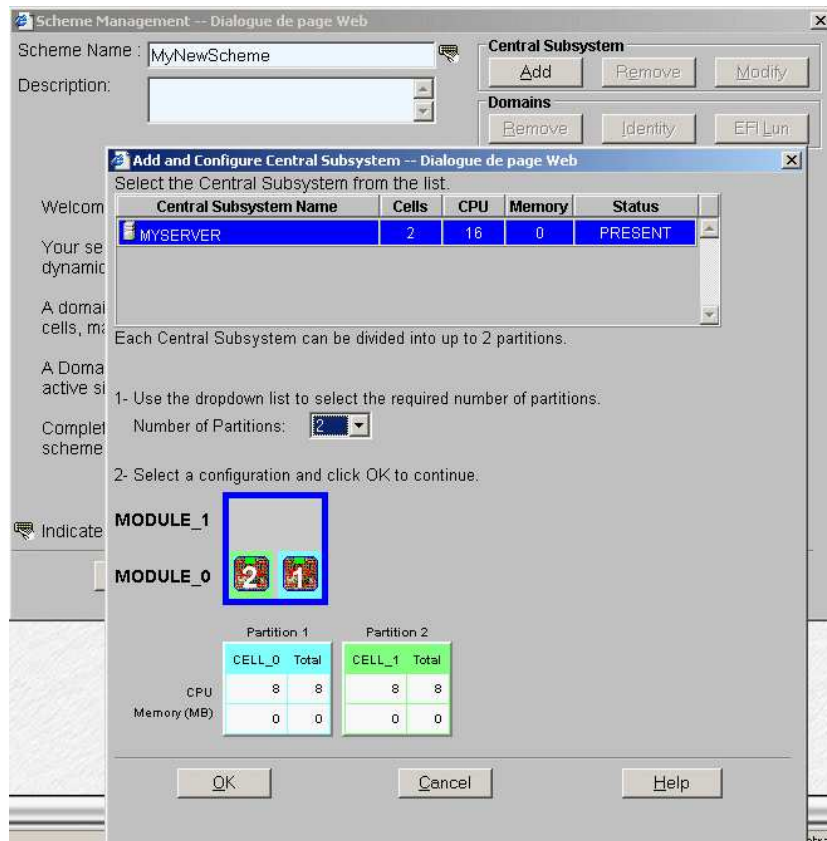 Scheme Management -- Dialogue de page Web
Scheme Name : MyNewScheme
Central Subsystem
Add Remove Modify
Description:
Domains
Remove Identity EFI Lun
Add and Configure Central Subsystem -- Dialogue de page Web
Select the Central Subsystem from the list.
Central Subsystem Name Cells CPU Memory Status
MYSERVER 2 16 0 PRESENT
Each Central Subsystem can be divided into up to 2 partitions.
1- Use the dropdown list to select the required number of partitions.
Number of Partitions: 2
2- Select a configuration and click OK to continue.
MODULE_1
MODULE_0 2 1
Partition 1 Partition 2
CELL_0 Total CELL_1 Total
CPU 8 8 8 8
Memory (MB) 0 0 0 0
OK Cancel Help
Welcom
Your se
dynamic
A domai
cells, ma
A Doma
active si
Complet
scheme
Indicate